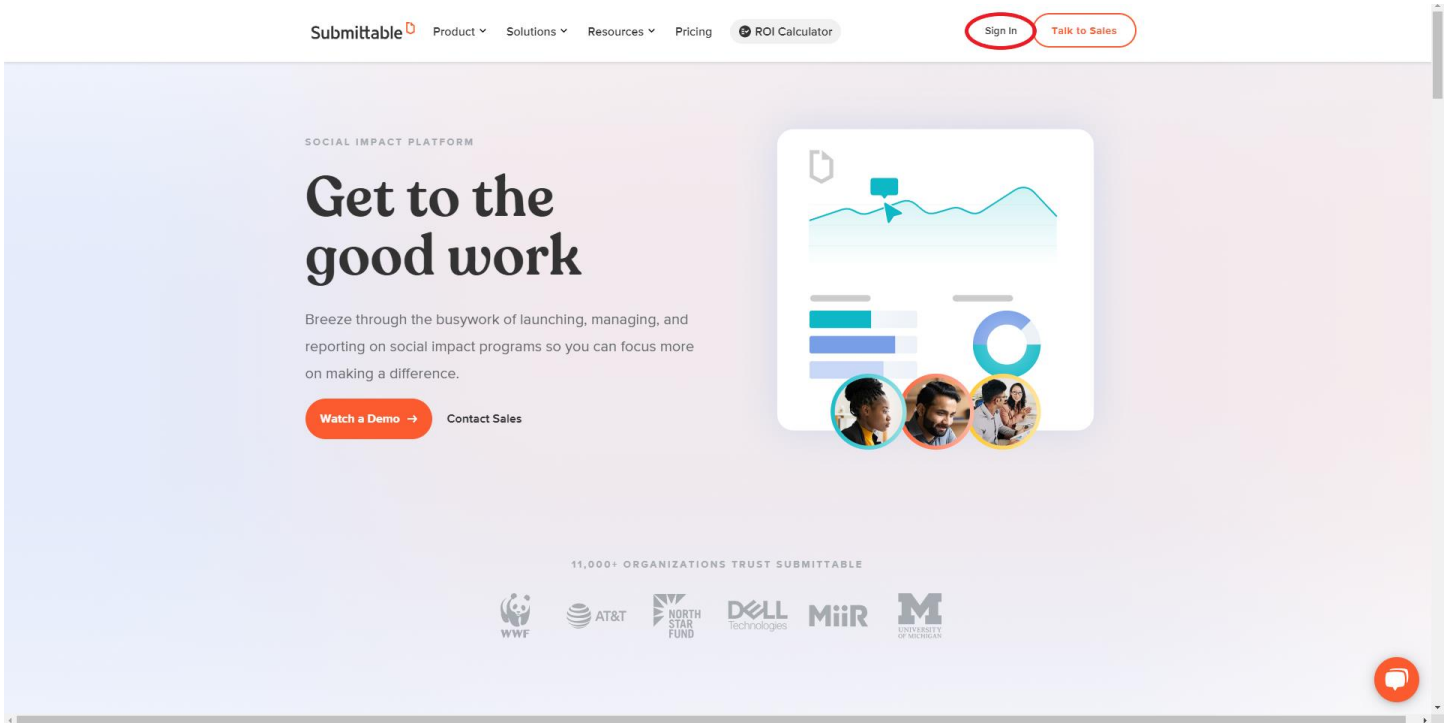 Submittable
Product
Solutions
Resources
Pricing
ROI Calculator
Sign In
Talk to Sales
SOCIAL IMPACT PLATFORM
Get to the
good work
Breeze through the busywork of launching, managing, and
reporting on social impact programs so you can focus more
on making a difference.
Watch a Demo →
Contact Sales
11,000+ ORGANIZATIONS TRUST SUBMITTABLE
WWF
AT&T
NORTH
STAR
FUND
DELL
Technologies
MiiR
M
UNIVERSITY
OF MICHIGAN